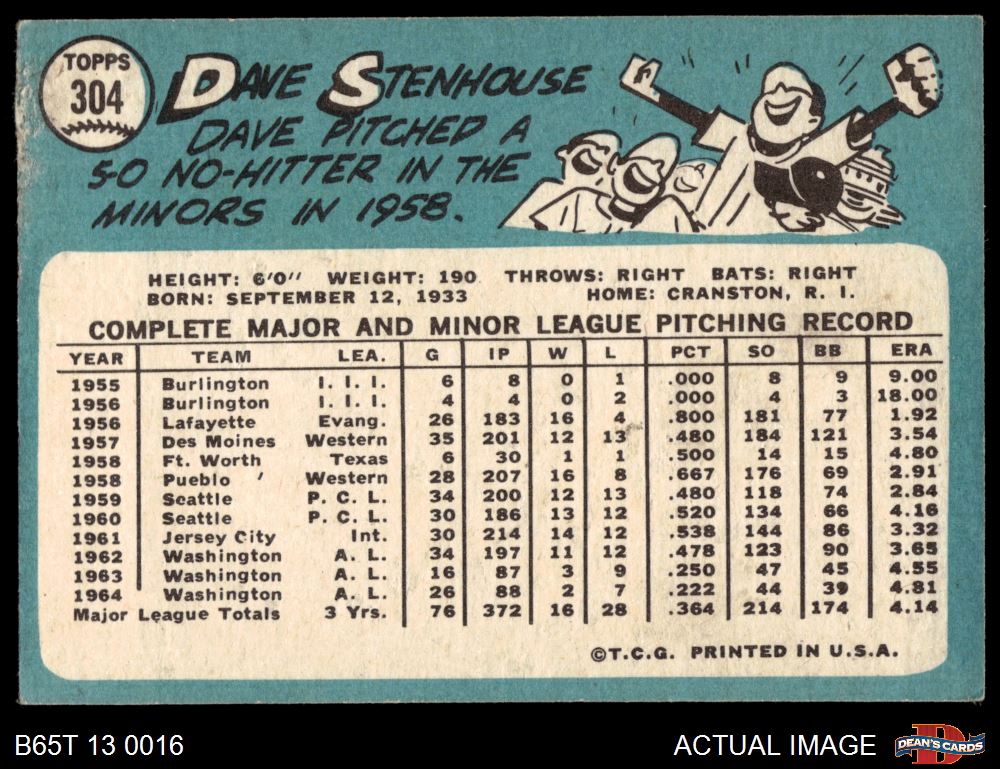 TOPPS
304
DAVE STENHOUSE
DAVE PITCHED A
5-0 NO-HITTER IN THE
MINORS IN 1958.
HEIGHT: 6'0" WEIGHT: 190 THROWS: RIGHT BATS: RIGHT
BORN: SEPTEMBER 12, 1933 HOME: CRANSTON, R. I.
COMPLETE MAJOR AND MINOR LEAGUE PITCHING RECORD
YEAR TEAM LEA. G IP W L PCT SO BB ERA
1955 Burlington I. I. I. 6 8 0 1 .000 8 9 9.00
1956 Burlington I. I. I. 4 4 0 2 .000 4 3 18.00
1956 Lafayette Evang. 26 183 16 4 .800 181 77 1.92
1957 Des Moines Western 35 201 12 13 .480 184 121 3.54
1958 Ft. Worth Texas 6 30 1 1 .500 14 15 4.80
1958 Pueblo Western 28 207 16 8 .667 176 69 2.91
1959 Seattle P. C. L. 34 200 12 13 .480 118 74 2.84
1960 Seattle P. C. L. 30 186 13 12 .520 134 66 4.16
1961 Jersey City Int. 30 214 14 12 .538 144 86 3.32
1962 Washington A. L. 34 197 11 12 .478 123 90 3.65
1963 Washington A. L. 16 87 3 9 .250 47 45 4.55
1964 Washington A. L. 26 88 2 7 .222 44 39 4.81
Major League Totals 3 Yrs. 76 372 16 28 .364 214 174 4.14
©T.C.G. PRINTED IN U.S.A.
B65T 13 0016 ACTUAL IMAGE
D
DEAN'S CARDS